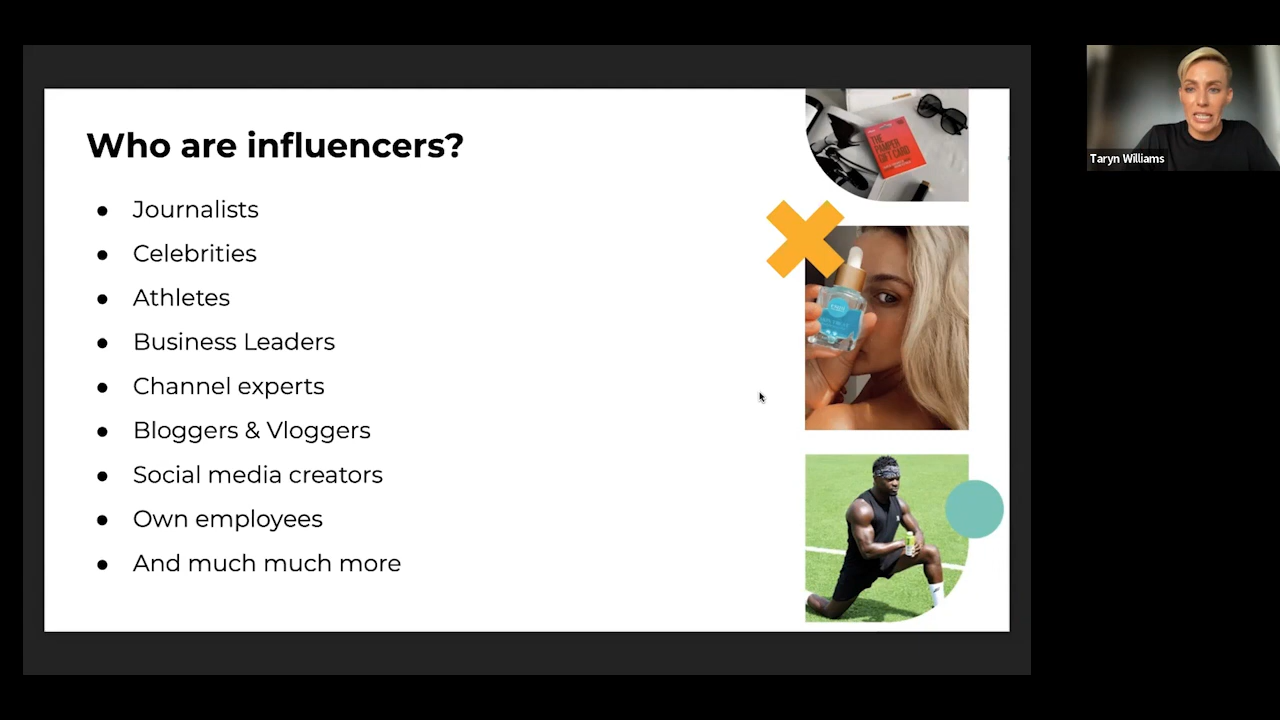 Who are influencers?
● Journalists
● Celebrities
● Athletes
● Business Leaders
● Channel experts
● Bloggers & Vloggers
● Social media creators
● Own employees
● And much much more
THE
PAMPER
GIFT CARD
Taryn Williams